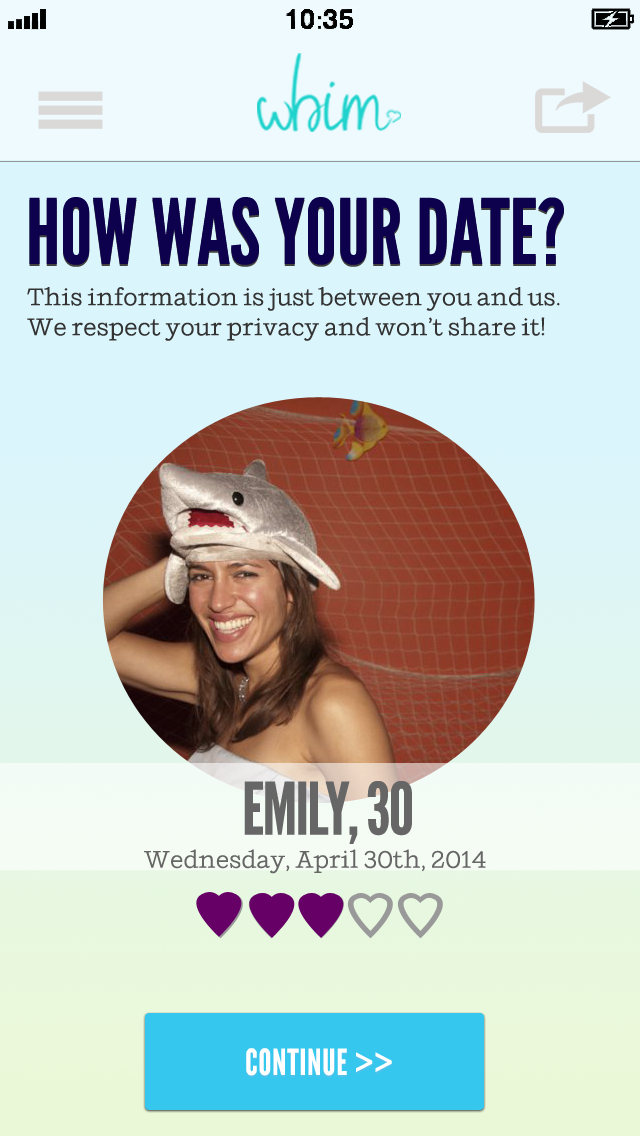 10:35
whim
HOW WAS YOUR DATE?
This information is just between you and us.
We respect your privacy and won't share it!
EMILY, 30
Wednesday, April 30th, 2014
CONTINUE >>